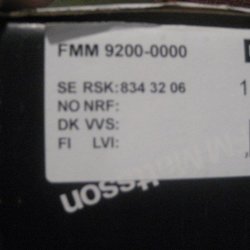 FMM 9200-0000
SE RSK:834 32 06
NO NRF:
DK VVS:
FI LVI: